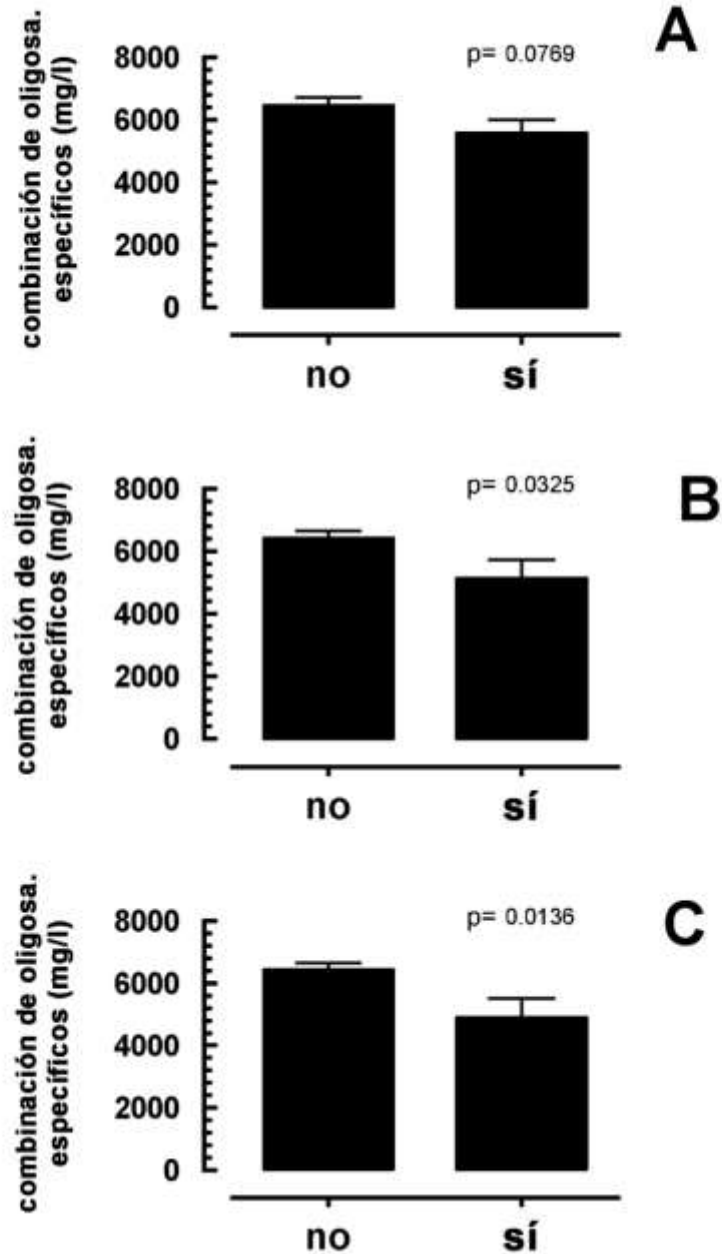 A
combinación de oligosa.
específicos (mg/l)
p= 0.0769
8000
6000
4000
2000
0
no sí
B
combinación de oligosa.
específicos (mg/l)
p= 0.0325
8000
6000
4000
2000
0
no sí
C
combinación de oligosa.
específicos (mg/l)
p= 0.0136
8000
6000
4000
2000
0
no sí